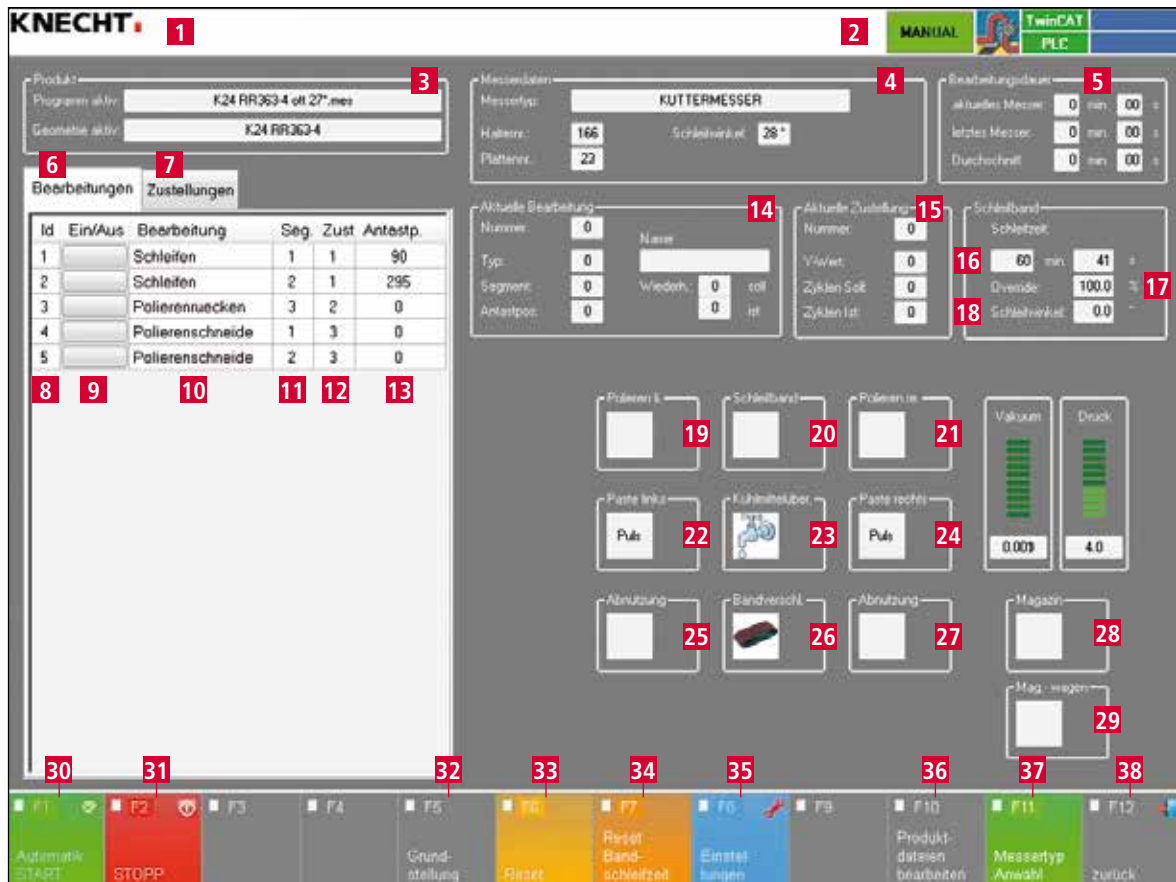 KNECHT
1
2
MANUAL
TwinCAT
PLC
Produkt
3
Programm aktiv:
K24 RR363-4 ott 27°.mes
Geometrie aktiv:
K24 RR363-4
Messerdaten
4
Messertyp:
KUTTERMESSER
Halternr.:
166
Schleifwinkel:
28 °
Plattennr.:
23
Bearbeitungsdauer
5
aktuelles Messer: 0 min. 00 s
letztes Messer: 0 min. 00 s
Durchschnitt: 0 min. 00 s
6
7
Bearbeitungen
Zustellungen
Id Ein/Aus Bearbeitung Seg. Zust Antastp.
1 Schleifen 1 1 90
2 Schleifen 2 1 295
3 Polierenruecken 3 2 0
4 Polierenschneide 1 3 0
5 Polierenschneide 2 3 0
8 9 10 11 12 13
Aktuelle Bearbeitung
14
Nummer: 0
Name:
Typ: 0
Segment: 0
Wiederh.: 0 soll
Antastpos: 0
0 ist
Aktuelle Zustellung
15
Nummer: 0
Y-Wert: 0
Zyklen Soll: 0
Zyklen Ist: 0
Schleifband
Schleifzeit:
16
60 min. 41 s
Override: 100.0 %
17
18
Schleifwinkel: 0.0 °
Polieren li.
19
Schleifband
20
Polieren re.
21
Vakuum
0.001
Druck
4.0
Paste links
Puls
22
Kühlmittelüber.
23
Paste rechts
Puls
24
Abnutzung
25
Bandverschl.
26
Abnutzung
27
Magazin
28
Mag.-wagen
29
30 31 32 33 34 35 36 37 38
F1
Automatik
START
F2
STOPP
F3
F4
F5
Grund-
stellung
F6
Reset
F7
Reset
Band-
schleifzeit
F8
Einstel
lungen
F9
F10
Produkt-
dateien
bearbeiten
F11
Messertyp
Anwahl
F12
zurück